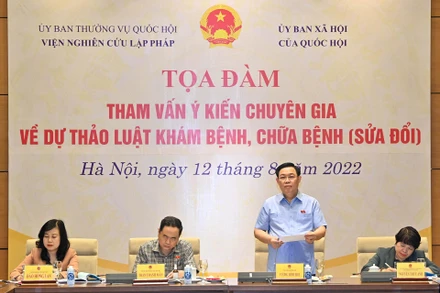 ỦY BAN THƯỜNG VỤ QUỐC HỘI
VIỆN NGHIÊN CỨU LẬP PHÁP
ỦY BAN XÃ HỘI
CỦA QUỐC HỘI
TỌA ĐÀM
THAM VẤN Ý KIẾN CHUYÊN GIA
VỀ DỰ THẢO LUẬT KHÁM BỆNH, CHỮA BỆNH (SỬA ĐỔI)
Hà Nội, ngày 12 tháng 8 năm 2022